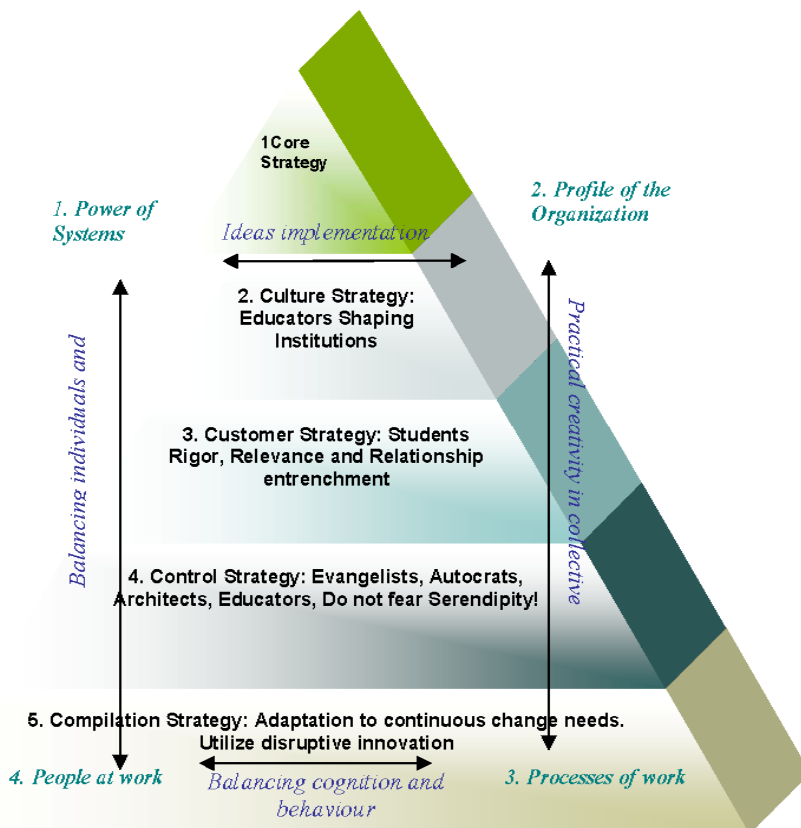 1Core
Strategy
1. Power of
Systems
2. Profile of the
Organization
Ideas implementation
2. Culture Strategy:
Educators Shaping
Institutions
Balancing individuals and
Practical creativity in collective
3. Customer Strategy: Students
Rigor, Relevance and Relationship
entrenchment
4. Control Strategy: Evangelists, Autocrats,
Architects, Educators, Do not fear Serendipity!
5. Compilation Strategy: Adaptation to continuous change needs.
Utilize disruptive innovation
4. People at work
Balancing cognition and
behaviour
3. Processes of work